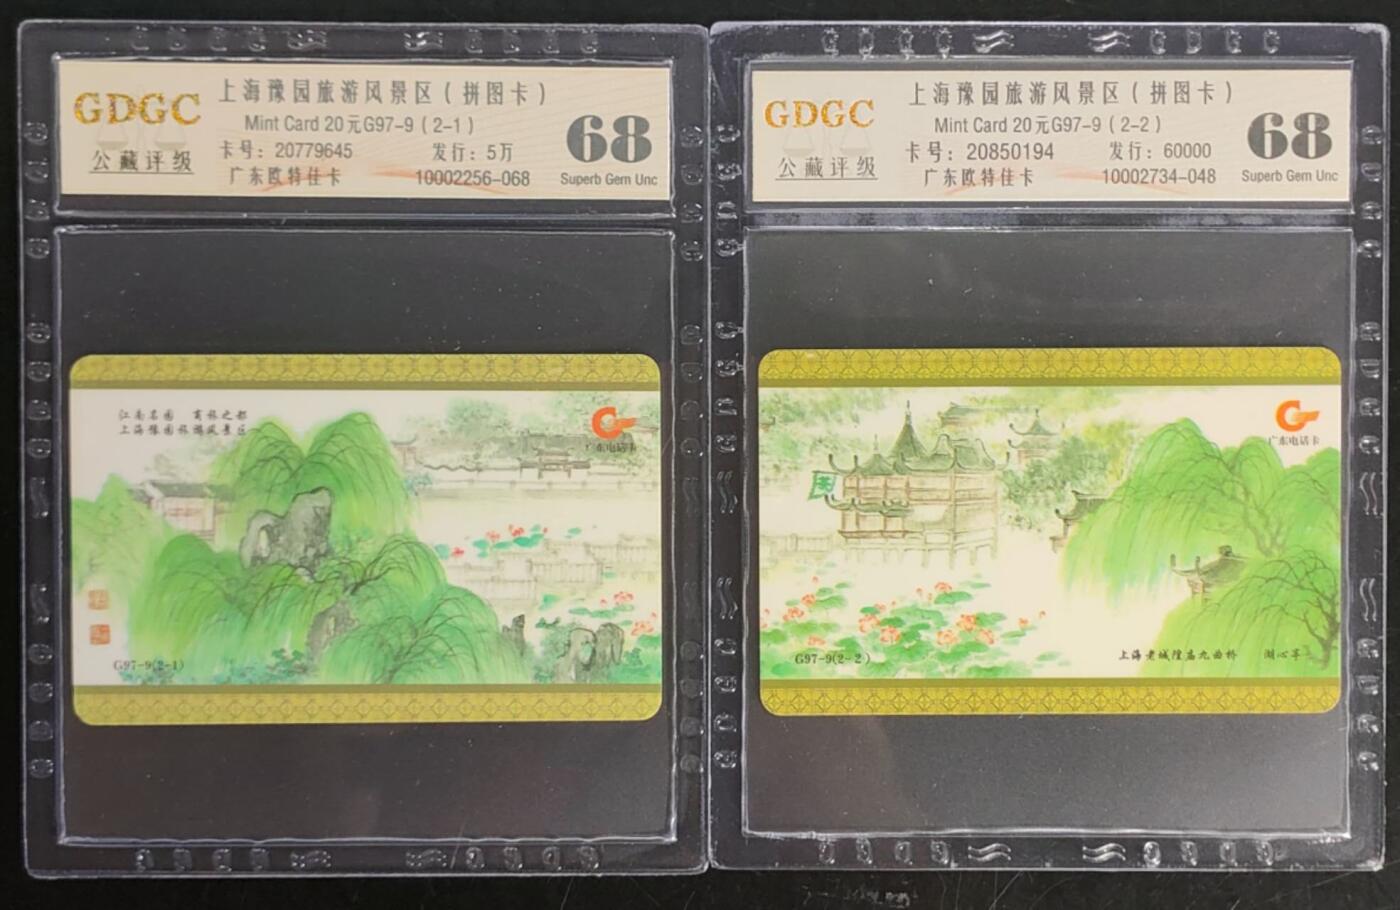 GDGC
公藏评级
上海豫园旅游风景区(拼图卡)
Mint Card 20元G97-9(2-1)
卡号: 20779645 发行: 5万
广东欧特佳卡 10002256-068
68
Superb Gem Unc
江南名园 商旅之都
上海豫园旅游风景区
广东电话卡
G97-9(2-1)
GDGC
公藏评级
上海豫园旅游风景区(拼图卡)
Mint Card 20元G97-9(2-2)
卡号: 20850194 发行: 60000
广东欧特佳卡 10002734-048
68
Superb Gem Unc
广东电话卡
茶
G97-9(2-2)
上海老城隍庙九曲桥 湖心亭